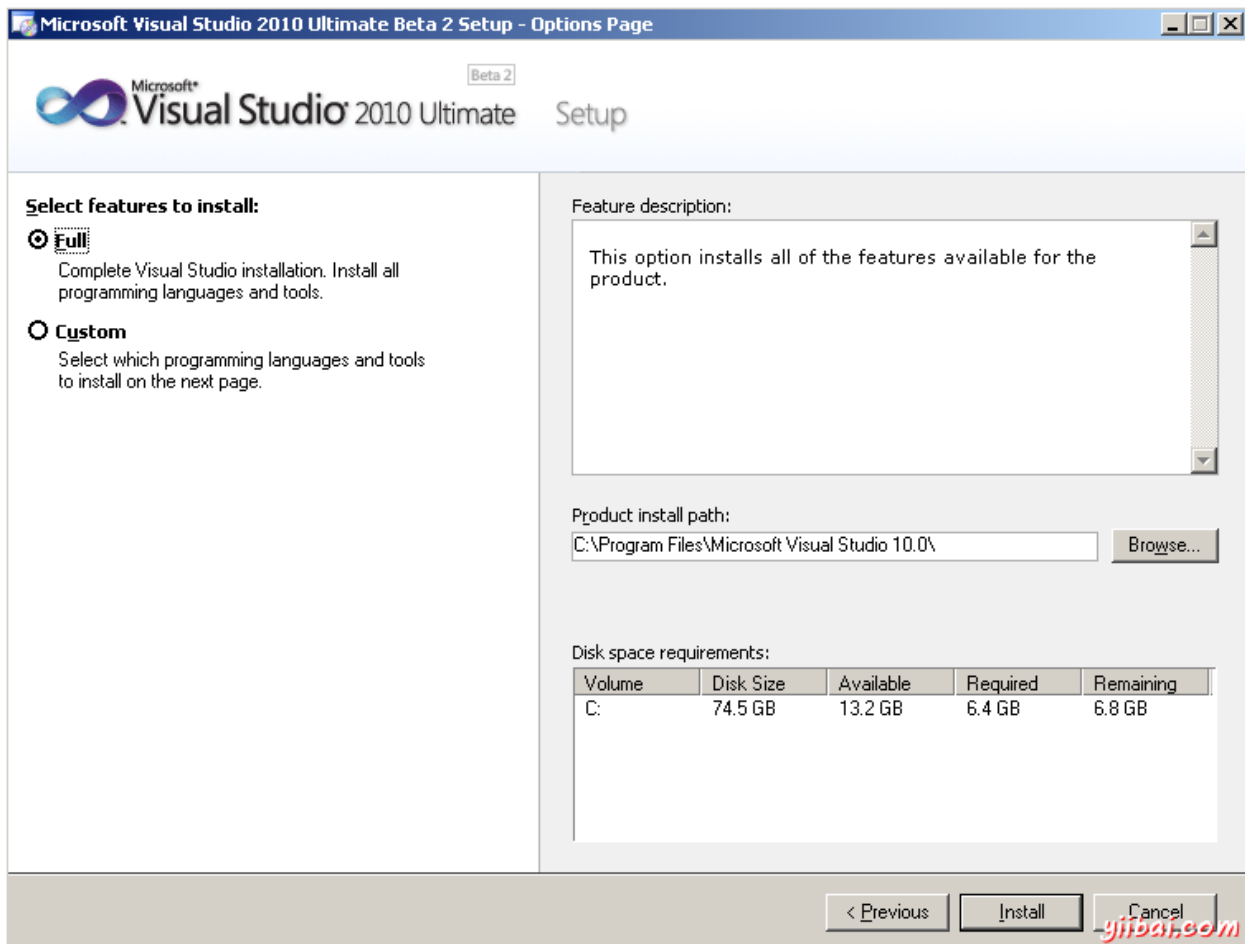 Microsoft Visual Studio 2010 Ultimate Beta 2 Setup - Options Page
Beta 2
Microsoft®
Visual Studio® 2010 Ultimate
Setup
Select features to install:
Full
Complete Visual Studio installation. Install all
programming languages and tools.
Custom
Select which programming languages and tools
to install on the next page.
Feature description:
This option installs all of the features available for the
product.
Product install path:
C:\Program Files\Microsoft Visual Studio 10.0\
Browse...
Disk space requirements:
Volume Disk Size Available Required Remaining
C: 74.5 GB 13.2 GB 6.4 GB 6.8 GB
< Previous Install Cancel
yiibai.com